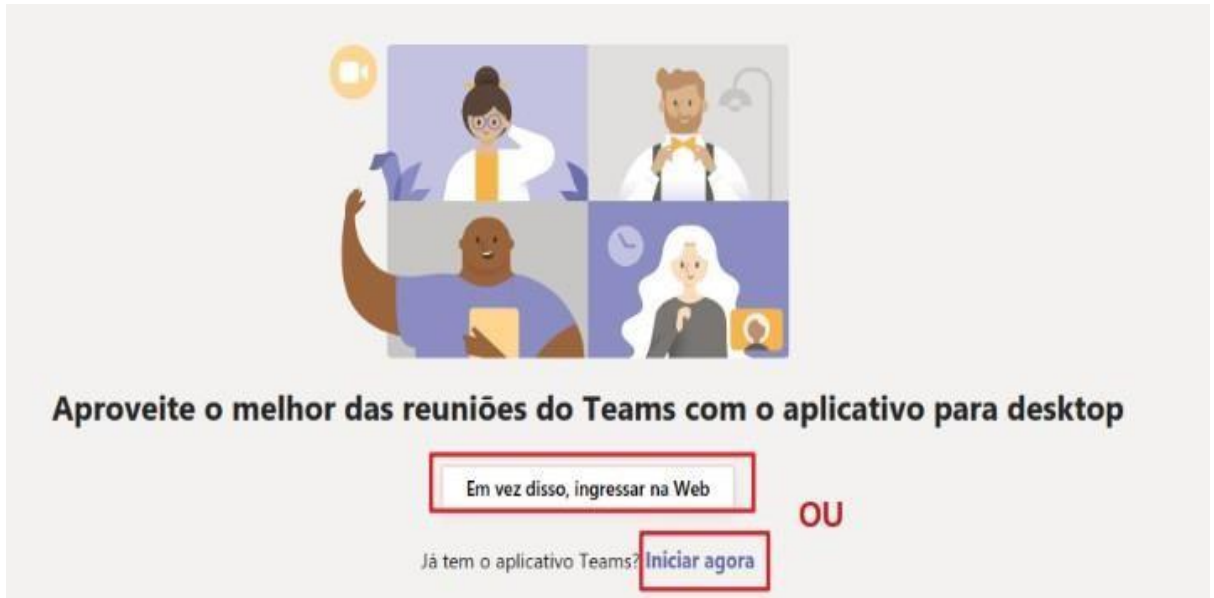 Aproveite o melhor das reuniões do Teams com o aplicativo para desktop
Em vez disso, ingressar na Web
OU
Já tem o aplicativo Teams? Iniciar agora